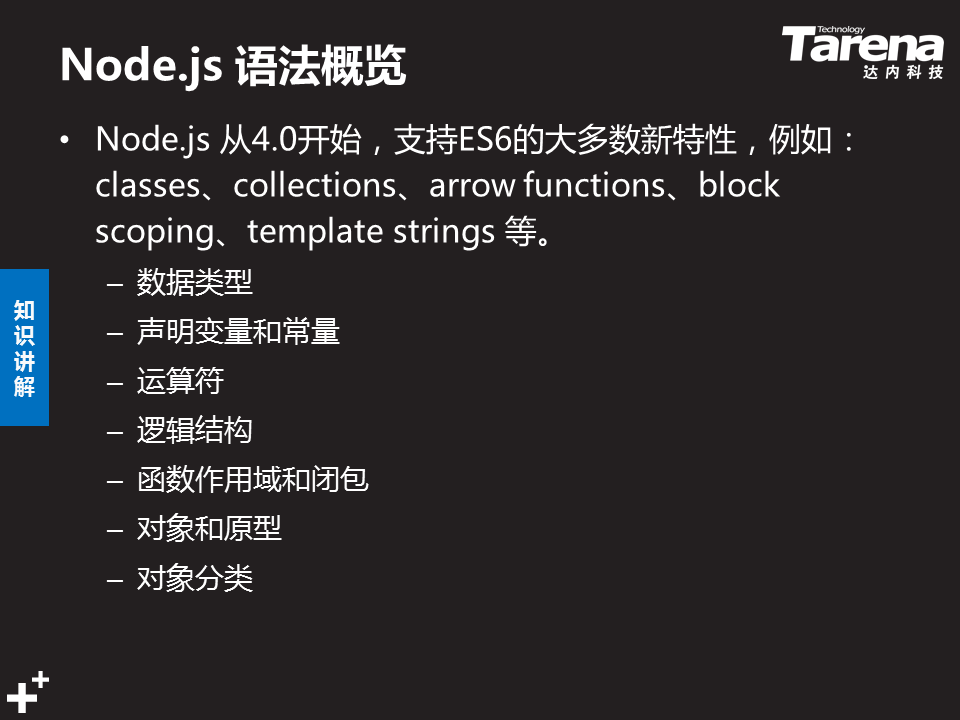 Node.js 语法概览
Technology
Tarena
达内科技
• Node.js 从4.0开始，支持ES6的大多数新特性，例如：
classes、collections、arrow functions、block
scoping、template strings 等。
– 数据类型
– 声明变量和常量
– 运算符
– 逻辑结构
– 函数作用域和闭包
– 对象和原型
– 对象分类
知
识
讲
解